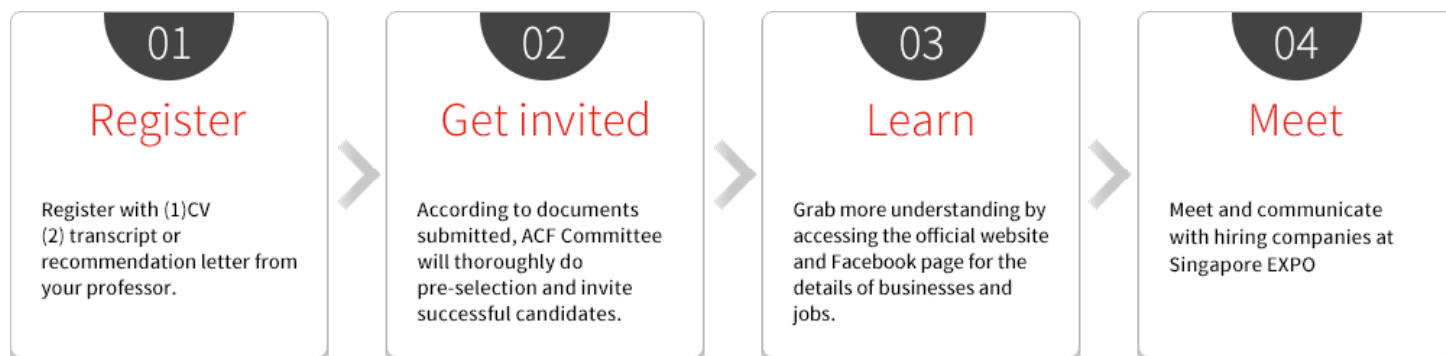 01
Register
Register with (1)CV
(2) transcript or
recommendation letter from
your professor.
02
Get invited
According to documents
submitted, ACF Committee
will thoroughly do
pre-selection and invite
successful candidates.
03
Learn
Grab more understanding by
accessing the official website
and Facebook page for the
details of businesses and
jobs.
04
Meet
Meet and communicate
with hiring companies at
Singapore EXPO